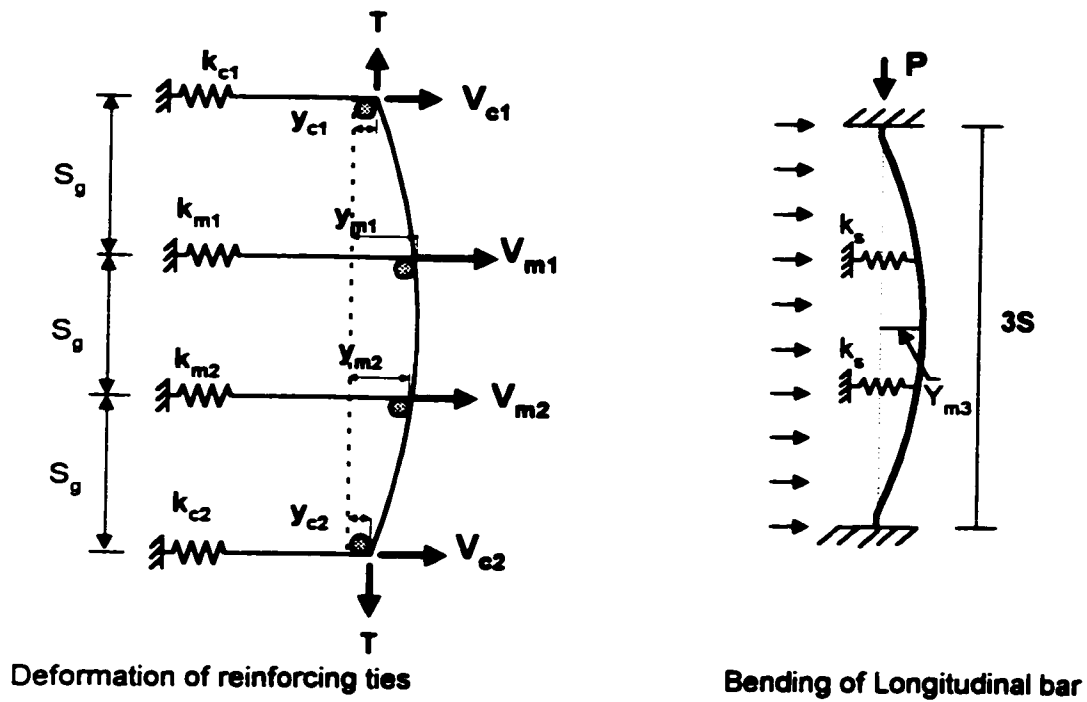 T
k_c1
V_c1
y_c1
S_g
k_m1
y_m1
V_m1
S_g
k_m2
y_m2
V_m2
S_g
k_c2
y_c2
V_c2
T
Deformation of reinforcing ties
P
k_s
3S
k_s
Y_m3
Bending of Longitudinal bar